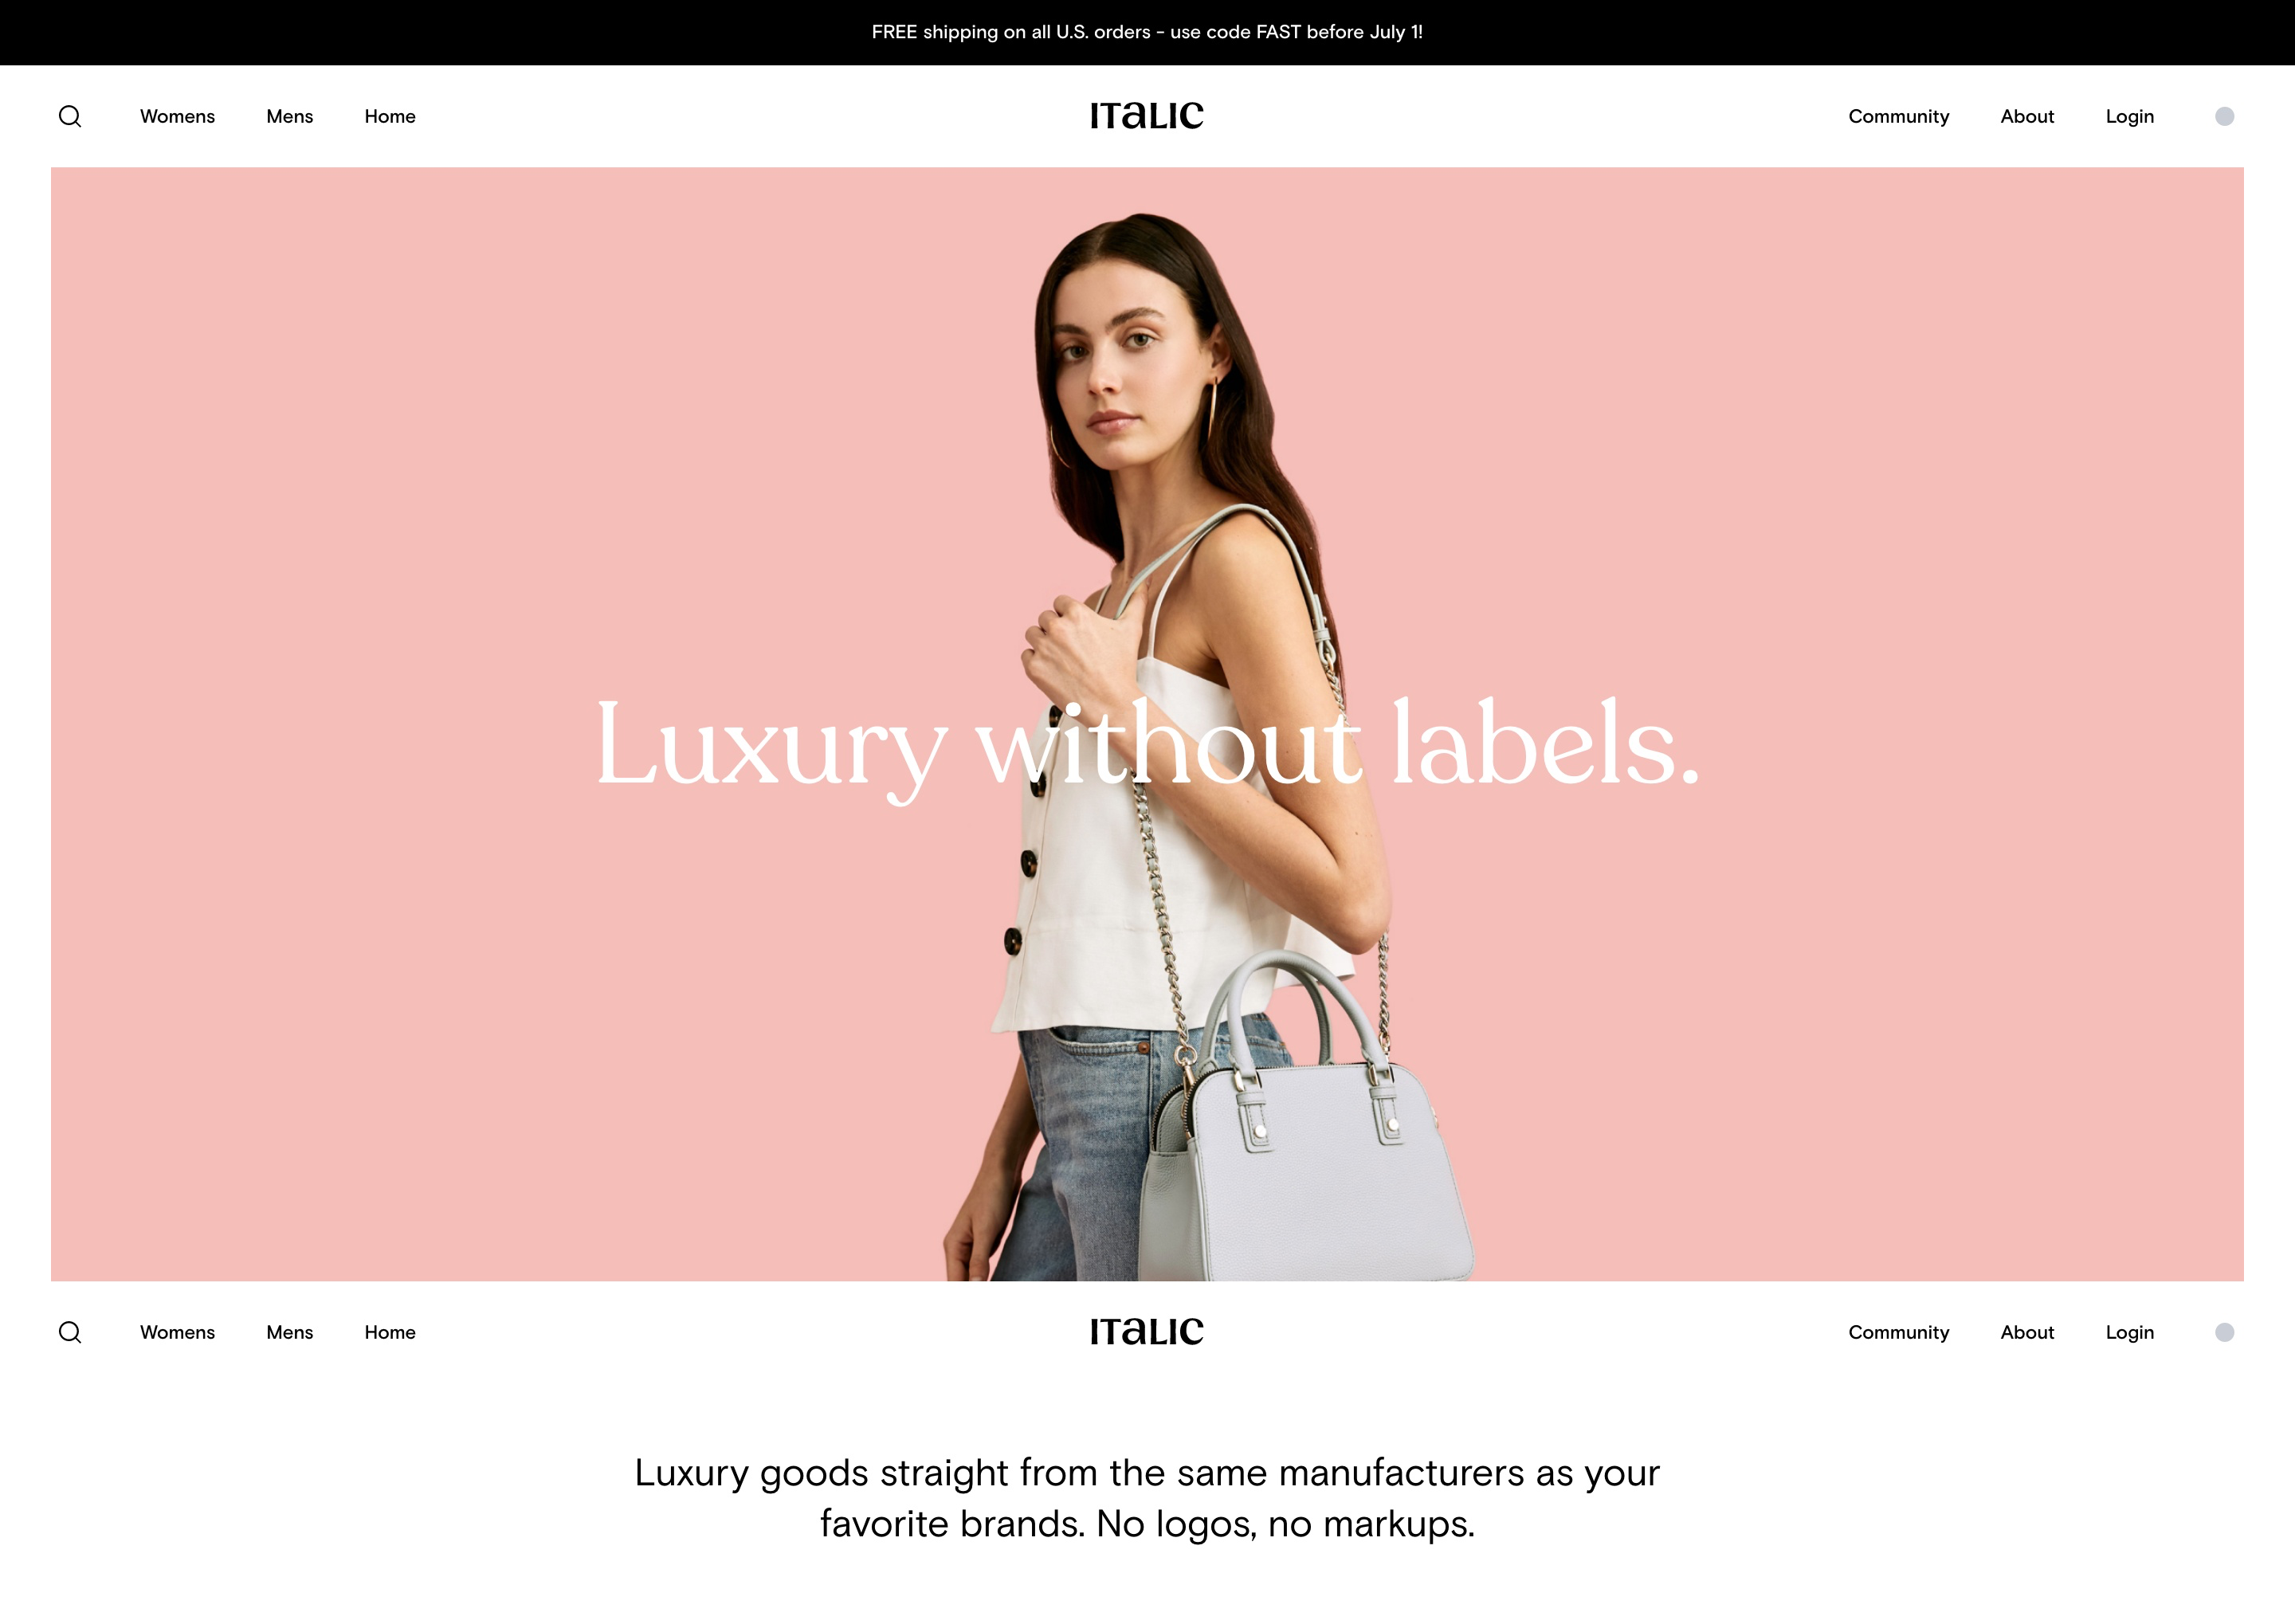 FREE shipping on all U.S. orders - use code FAST before July 1!
Womens Mens Home ITALIC Community About Login
Luxury without labels.
Womens Mens Home ITALIC Community About Login
Luxury goods straight from the same manufacturers as your
favorite brands. No logos, no markups.